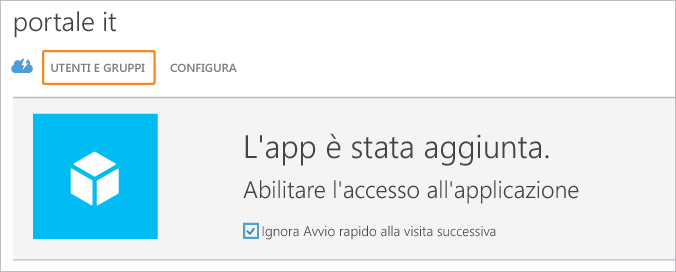 portale it
UTENTI E GRUPPI CONFIGURA
L'app è stata aggiunta.
Abilitare l'accesso all'applicazione
Ignora Avvio rapido alla visita successiva